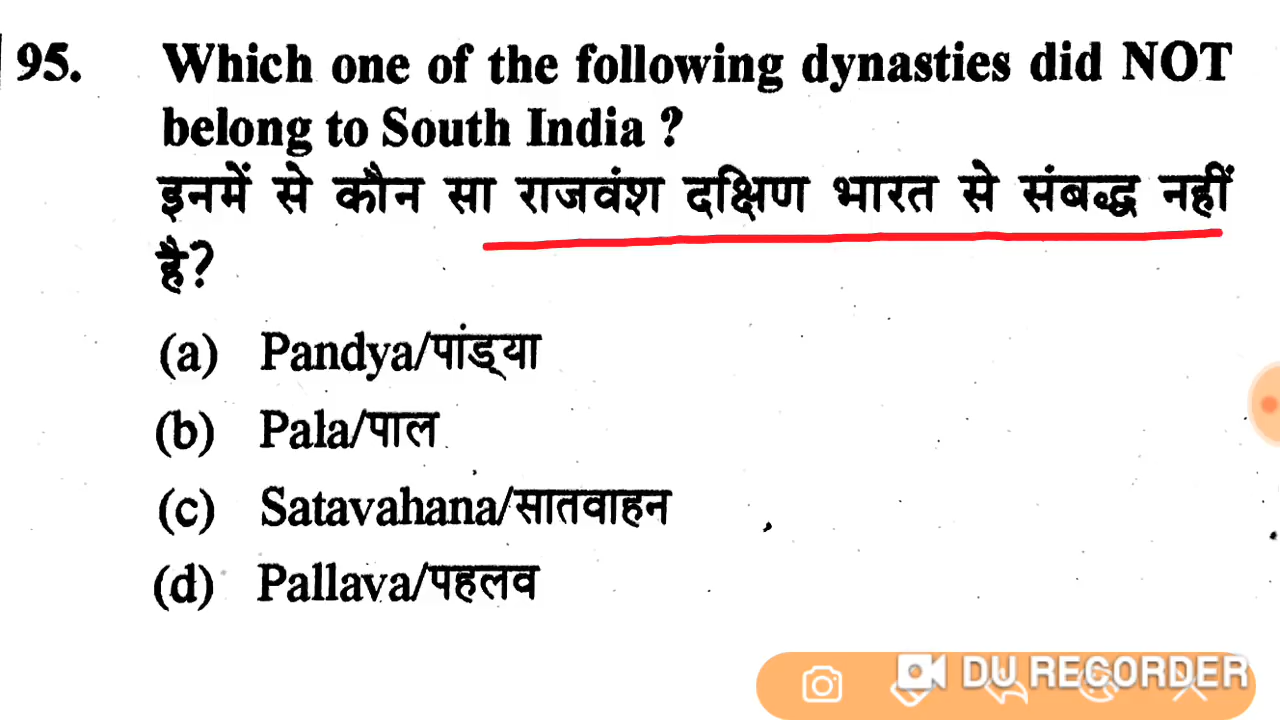 95. Which one of the following dynasties did NOT
belong to South India ?
इनमें से कौन सा राजवंश दक्षिण भारत से संबद्ध नहीं
है?
(a) Pandya/पांड्‌या
(b) Pala/पाल
(c) Satavahana/सातवाहन
(d) Pallava/पहलव
DU RECORDER